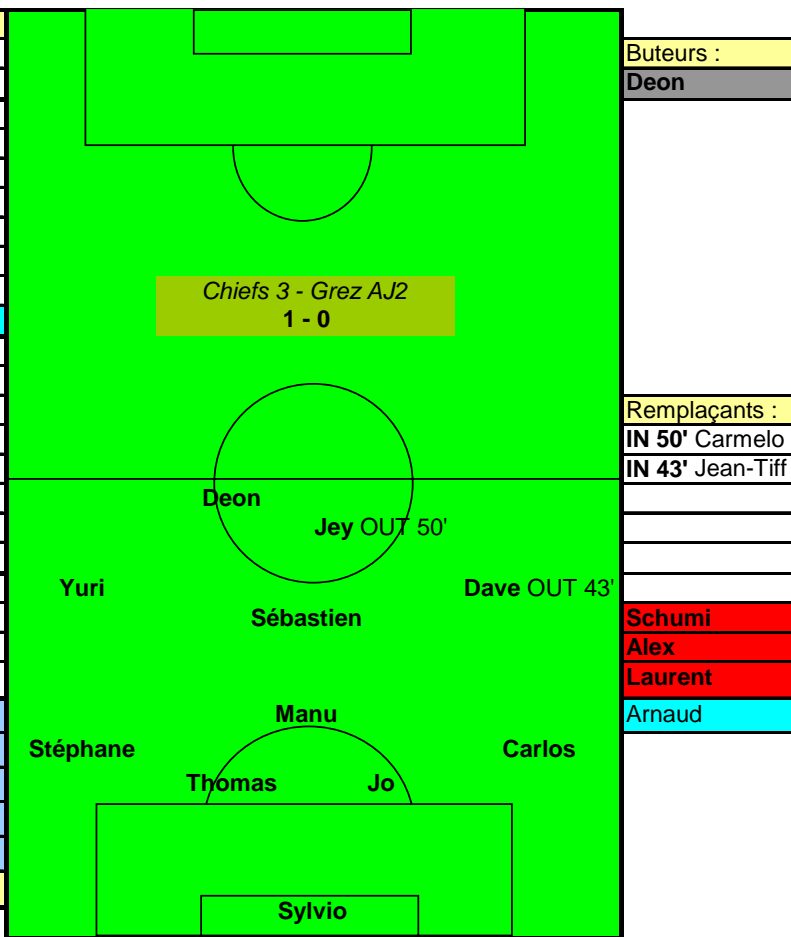 Buteurs :
Deon
Chiefs 3 - Grez AJ2
1 - 0
Remplaçants :
IN 50' Carmelo
IN 43' Jean-Tiff
Deon
Jey OUT 50'
Yuri
Dave OUT 43'
Sébastien
Schumi
Alex
Laurent
Manu
Arnaud
Stéphane
Carlos
Thomas
Jo
Sylvio